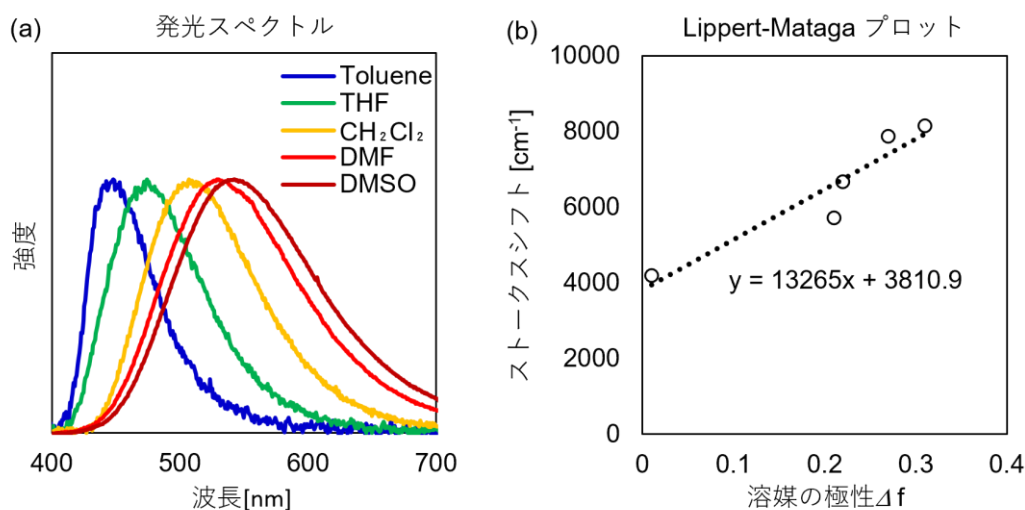 (a) 発光スペクトル
Toluene
THF
CH₂Cl₂
DMF
DMSO
強度
400 500 600 700
波長[nm]
(b) Lippert-Mataga プロット
10000
8000
6000
4000
2000
0
ストークスシフト [cm⁻¹]
y = 13265x + 3810.9
0 0.1 0.2 0.3 0.4
溶媒の極性Δf